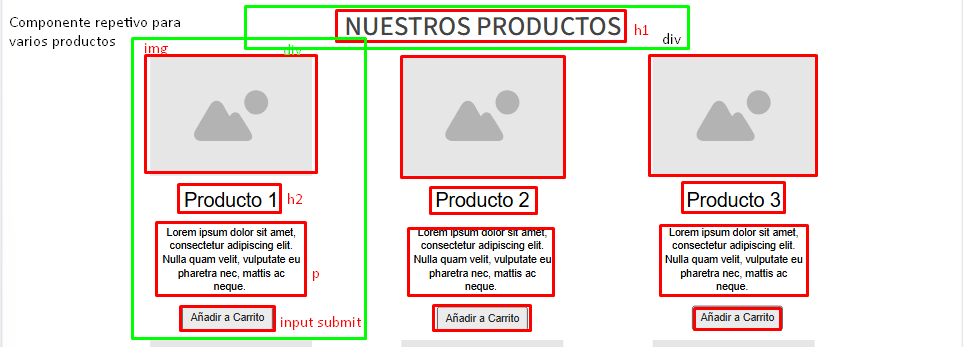 Componente repetivo para
varios productos
NUESTROS PRODUCTOS
h1
div
img
div
Producto 1
h2
Lorem ipsum dolor sit amet,
consectetur adipiscing elit.
Nulla quam velit, vulputate eu
pharetra nec, mattis ac
neque.
p
Añadir a Carrito
input submit
Producto 2
Lorem ipsum dolor sit amet,
consectetur adipiscing elit.
Nulla quam velit, vulputate eu
pharetra nec, mattis ac
neque.
Añadir a Carrito
Producto 3
Lorem ipsum dolor sit amet,
consectetur adipiscing elit.
Nulla quam velit, vulputate eu
pharetra nec, mattis ac
neque.
Añadir a Carrito